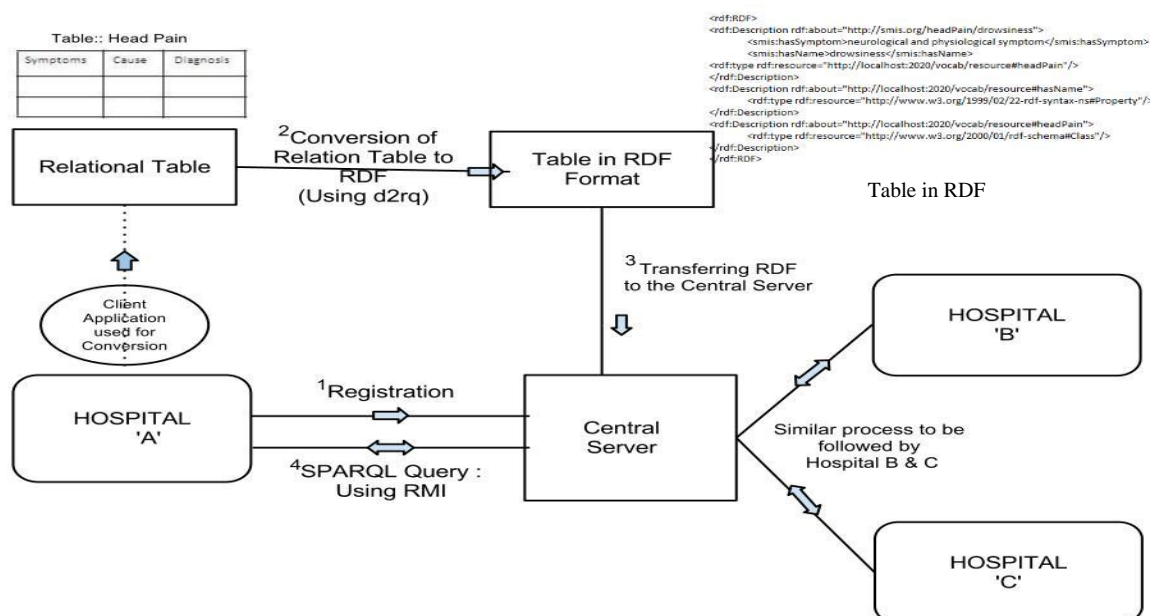 Table:: Head Pain
Symptoms Cause Diagnosis
<rdf:RDF>
<rdf:Description rdf:about="http://smis.org/headPain/drowsiness">
<smis:hasSymptom>neurological and physiological symptom</smis:hasSymptom>
<smis:hasName>drowsiness</smis:hasName>
<rdf:type rdf:resource="http://localhost:2020/vocab/resource#headPain"/>
</rdf:Description>
<rdf:Description rdf:about="http://localhost:2020/vocab/resource#hasName">
<rdf:type rdf:resource="http://www.w3.org/1999/02/22-rdf-syntax-ns#Property"/>
</rdf:Description>
<rdf:Description rdf:about="http://localhost:2020/vocab/resource#headPain">
<rdf:type rdf:resource="http://www.w3.org/2000/01/rdf-schema#Class"/>
</rdf:Description>
</rdf:RDF>
Table in RDF
Relational Table
2Conversion of
Relation Table to
RDF
(Using d2rq)
Table in RDF
Format
3Transferring RDF
to the Central Server
Client
Application
used for
Conversion
HOSPITAL
'A'
1Registration
4SPARQL Query :
Using RMI
Central
Server
HOSPITAL
'B'
Similar process to be
followed by
Hospital B & C
HOSPITAL
'C'